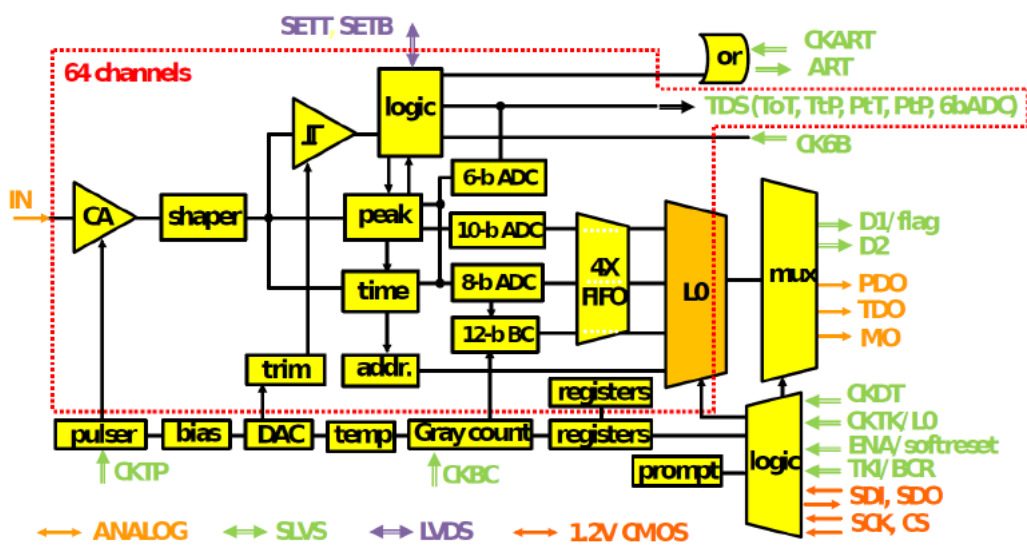 SETT, SETB
64 channels
or
CKART
ART
logic
TDS (ToT, TtP, PtT, PtP, 6bADC)
CK6B
6-b ADC
IN
CA
shaper
peak
10-b ADC
D1/flag
D2
4X
FIFO
L0
mux
time
8-b ADC
PDO
TDO
12-b BC
MO
trim
addr.
registers
CKDT
CKTK/L0
pulser
bias
DAC
temp
Gray count
registers
ENA/softreset
logic
prompt
TKI/BCR
CKTP
CKBC
SDI, SDO
SCK, CS
ANALOG
SLVS
LVDS
1.2V CMOS